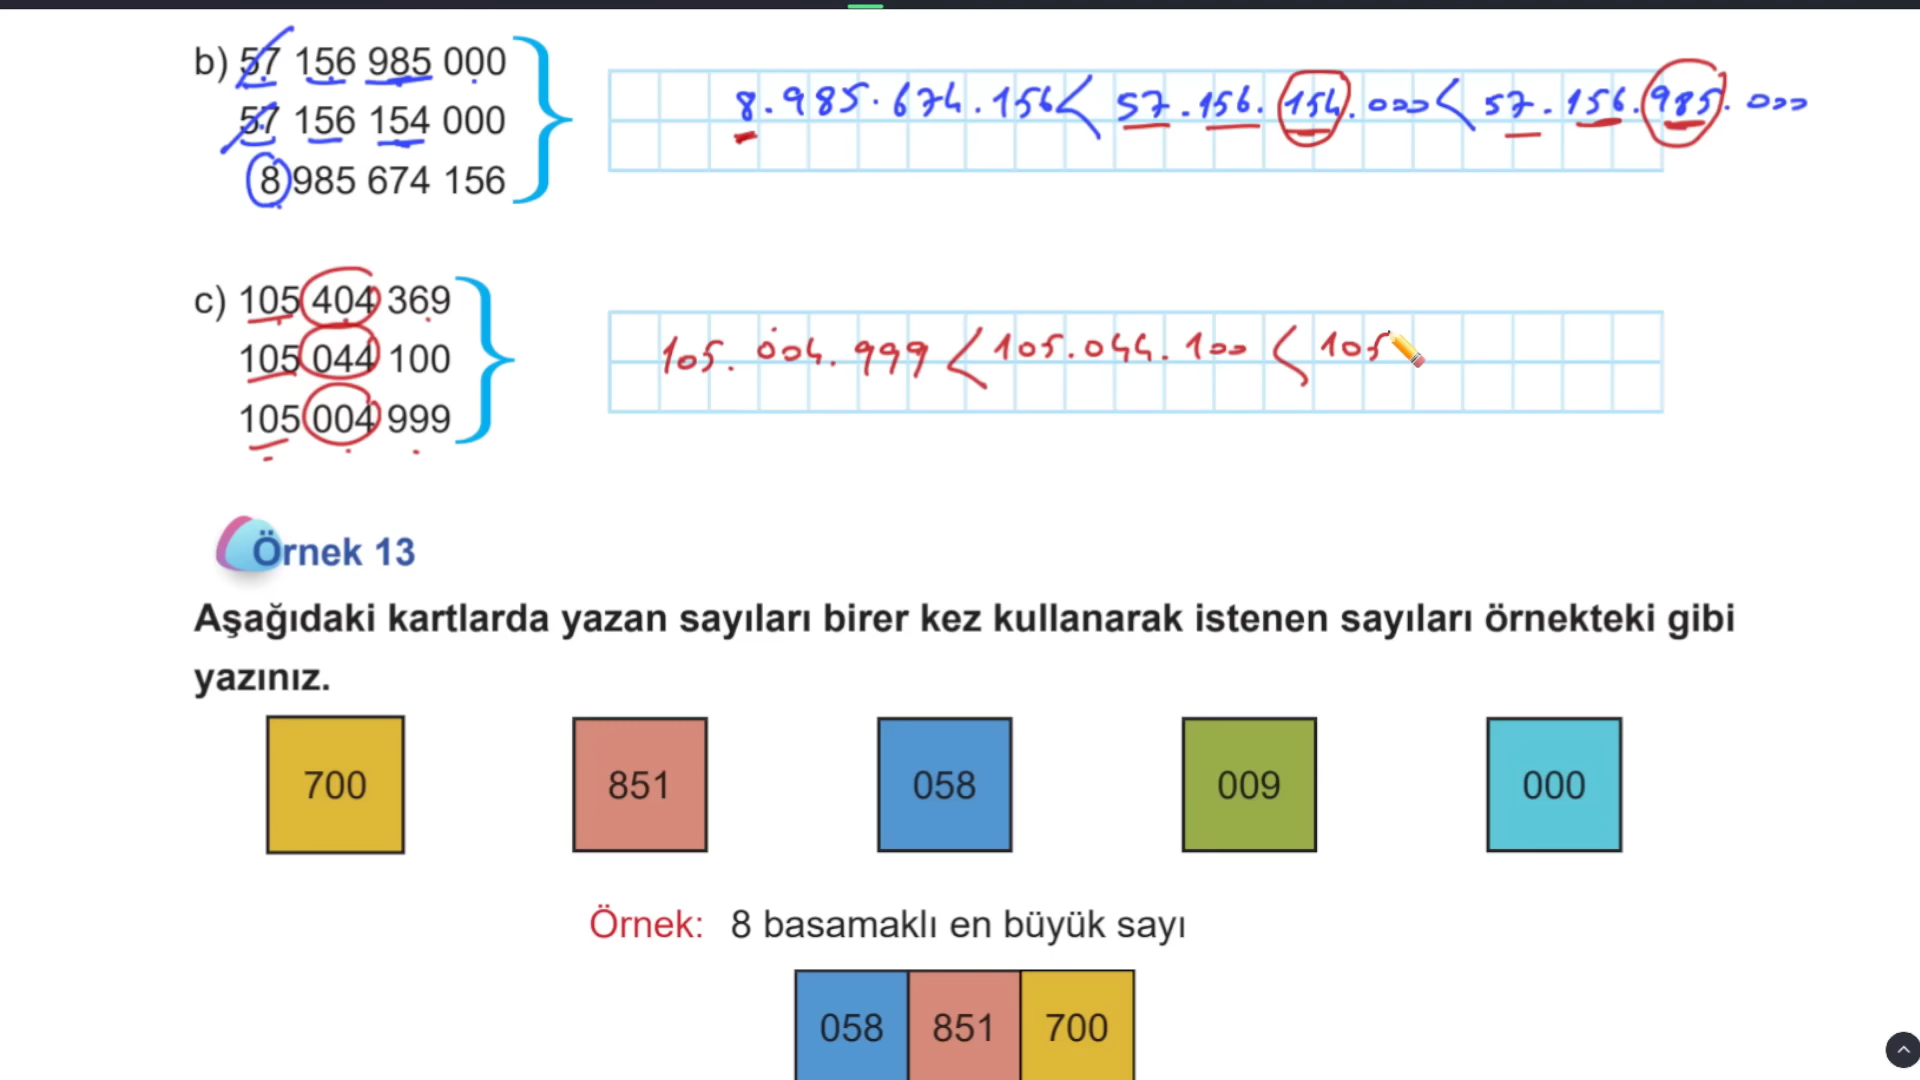 b) 57 156 985 000
57 156 154 000
8 985 674 156
8.985.674.156 < 57.156.154.000 < 57.156.985.000
c) 105 404 369
105 044 100
105 004 999
105.004.999 < 105.044.100 < 105
Örnek 13
Aşağıdaki kartlarda yazan sayıları birer kez kullanarak istenen sayıları örnekteki gibi
yazınız.
700 851 058 009 000
Örnek: 8 basamaklı en büyük sayı
058 851 700